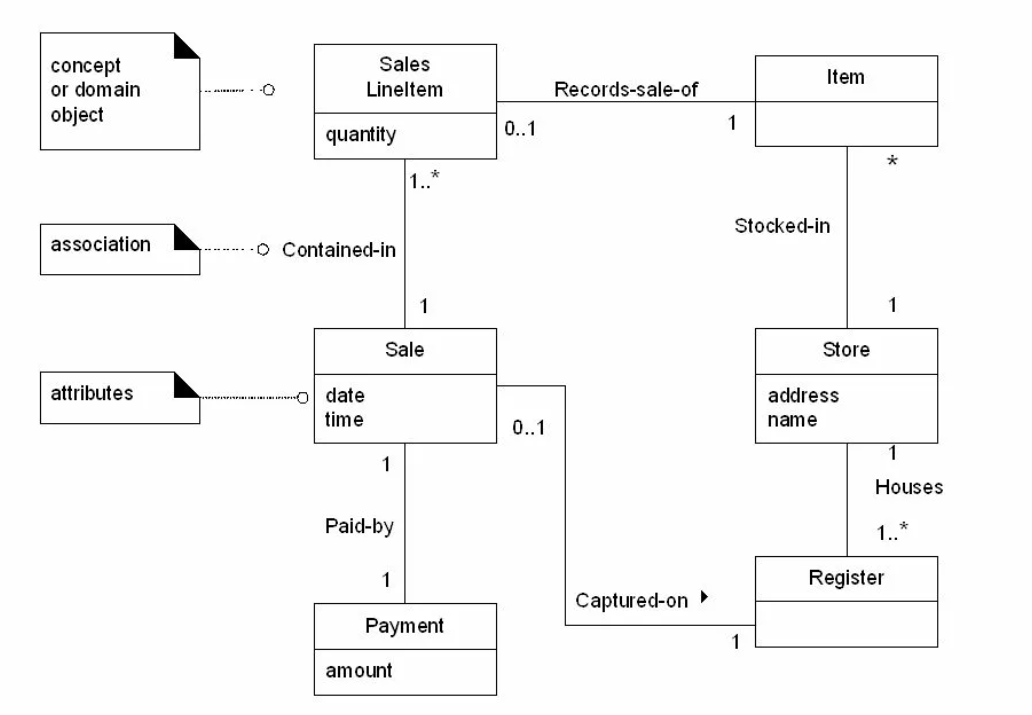 concept
or domain
object
Sales
LineItem
quantity
Records-sale-of
0..1
1
Item
*
1..*
association
Contained-in
Stocked-in
1
1
Sale
date
time
Store
address
name
attributes
0..1
1
1
Houses
Paid-by
1..*
1
Captured-on
1
Register
Payment
amount